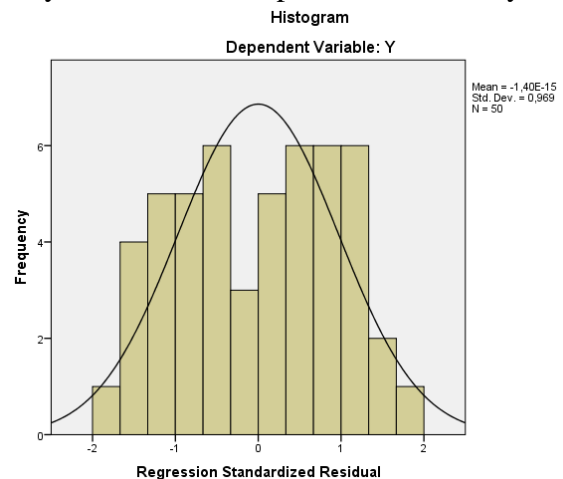 Histogram
Dependent Variable: Y
Mean = -1,40E-15
Std. Dev. = 0,969
N = 50
Frequency
6
4
2
0
-2 -1 0 1 2
Regression Standardized Residual